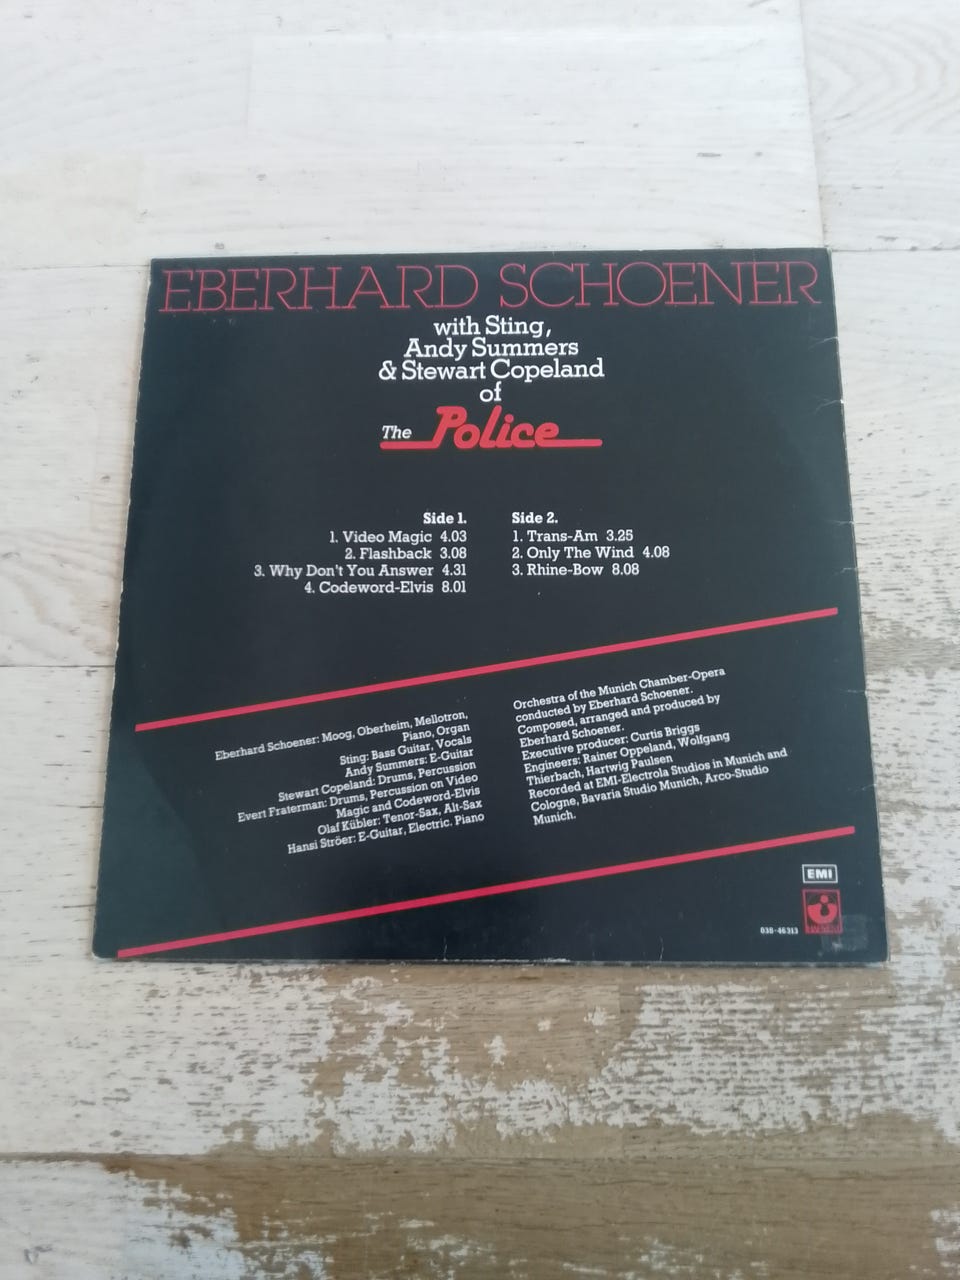 EBERHARD SCHOENER
with Sting,
Andy Summers
& Stewart Copeland
of
The Police
Side 1.
1. Video Magic 4.03
2. Flashback 3.08
3. Why Don't You Answer 4.31
4. Codeword-Elvis 8.01
Side 2.
1. Trans-Am 3.25
2. Only The Wind 4.08
3. Rhine-Bow 8.08
Eberhard Schoener: Moog, Oberheim, Mellotron,
Piano, Organ
Sting: Bass Guitar, Vocals
Andy Summers: E-Guitar
Stewart Copeland: Drums, Percussion
Evert Fraterman: Drums, Percussion on Video
Magic and Codeword-Elvis
Olaf Kübler: Tenor-Sax, Alt-Sax
Hansi Ströer: E-Guitar, Electric. Piano
Orchestra of the Munich Chamber-Opera
conducted by Eberhard Schoener.
Composed, arranged and produced by
Eberhard Schoener.
Executive producer: Curtis Briggs
Engineers: Rainer Oppeland, Wolfgang
Thierbach, Hartwig Paulsen
Recorded at EMI-Electrola Studios in Munich and
Cologne, Bavaria Studio Munich, Arco-Studio
Munich.
EMI
038-46313